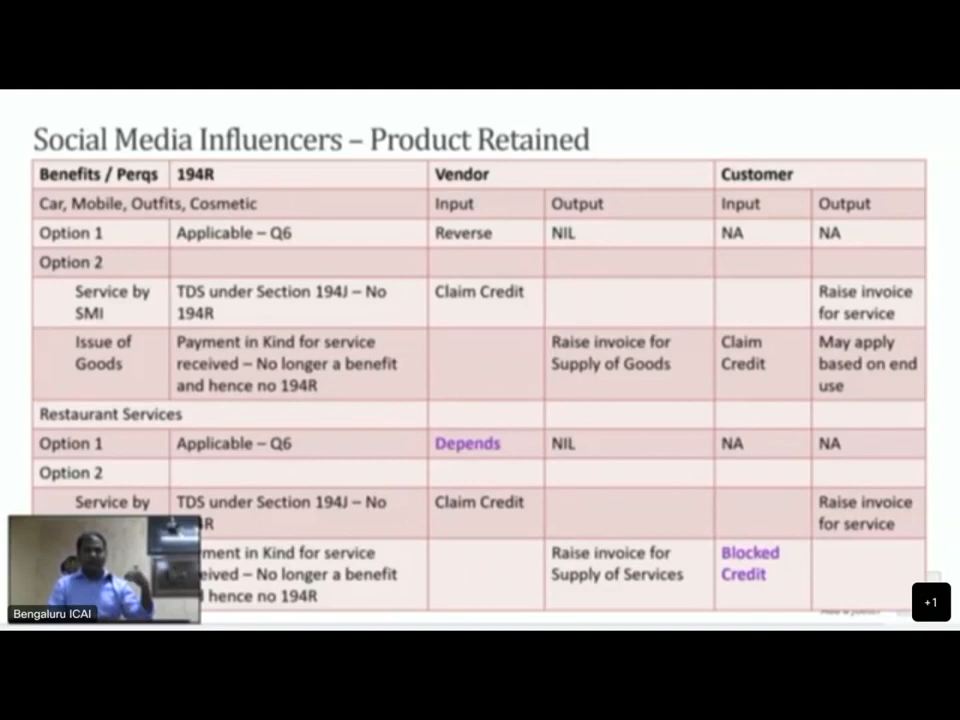 Social Media Influencers – Product Retained
Benefits / Perqs 194R Vendor Customer
Car, Mobile, Outfits, Cosmetic Input Output Input Output
Option 1 Applicable – Q6 Reverse NIL NA NA
Option 2
Service by TDS under Section 194J – No Claim Credit Raise invoice
SMI 194R for service
Issue of Payment in Kind for service Raise invoice for Claim May apply
Goods received – No longer a benefit Supply of Goods Credit based on end
and hence no 194R use
Restaurant Services
Option 1 Applicable – Q6 Depends NIL NA NA
Option 2
Service by TDS under Section 194J – No Claim Credit Raise invoice
for service
in Kind for service Raise invoice for Blocked
– No longer a benefit Supply of Services Credit
hence no 194R
Bengaluru ICAI
+1